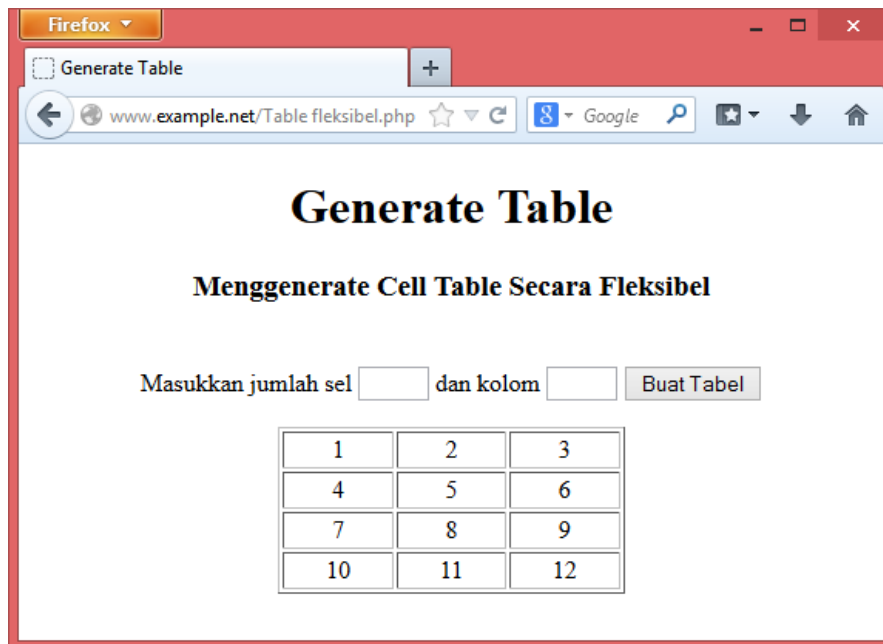 Firefox
Generate Table
www.example.net/Table fleksibel.php Google
Generate Table
Menggenerate Cell Table Secara Fleksibel
Masukkan jumlah sel dan kolom Buat Tabel
1 2 3
4 5 6
7 8 9
10 11 12